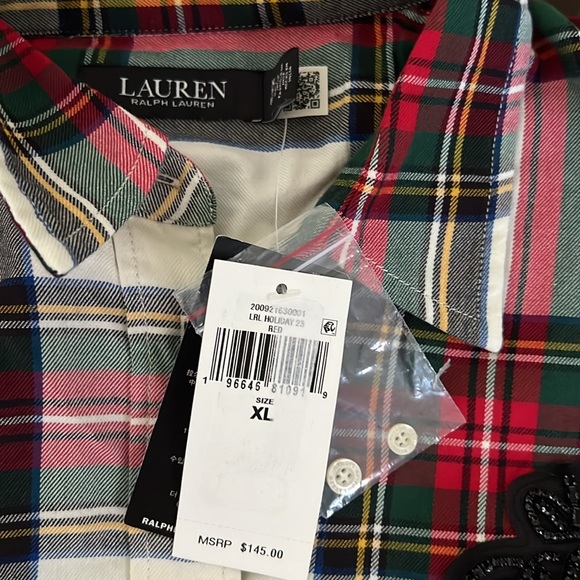 LAUREN
RALPH LAUREN
200921630001
LRL HOLIDAY 23
RED
1 96646 81091 9
SIZE
XL
MSRP $145.00
RALPH